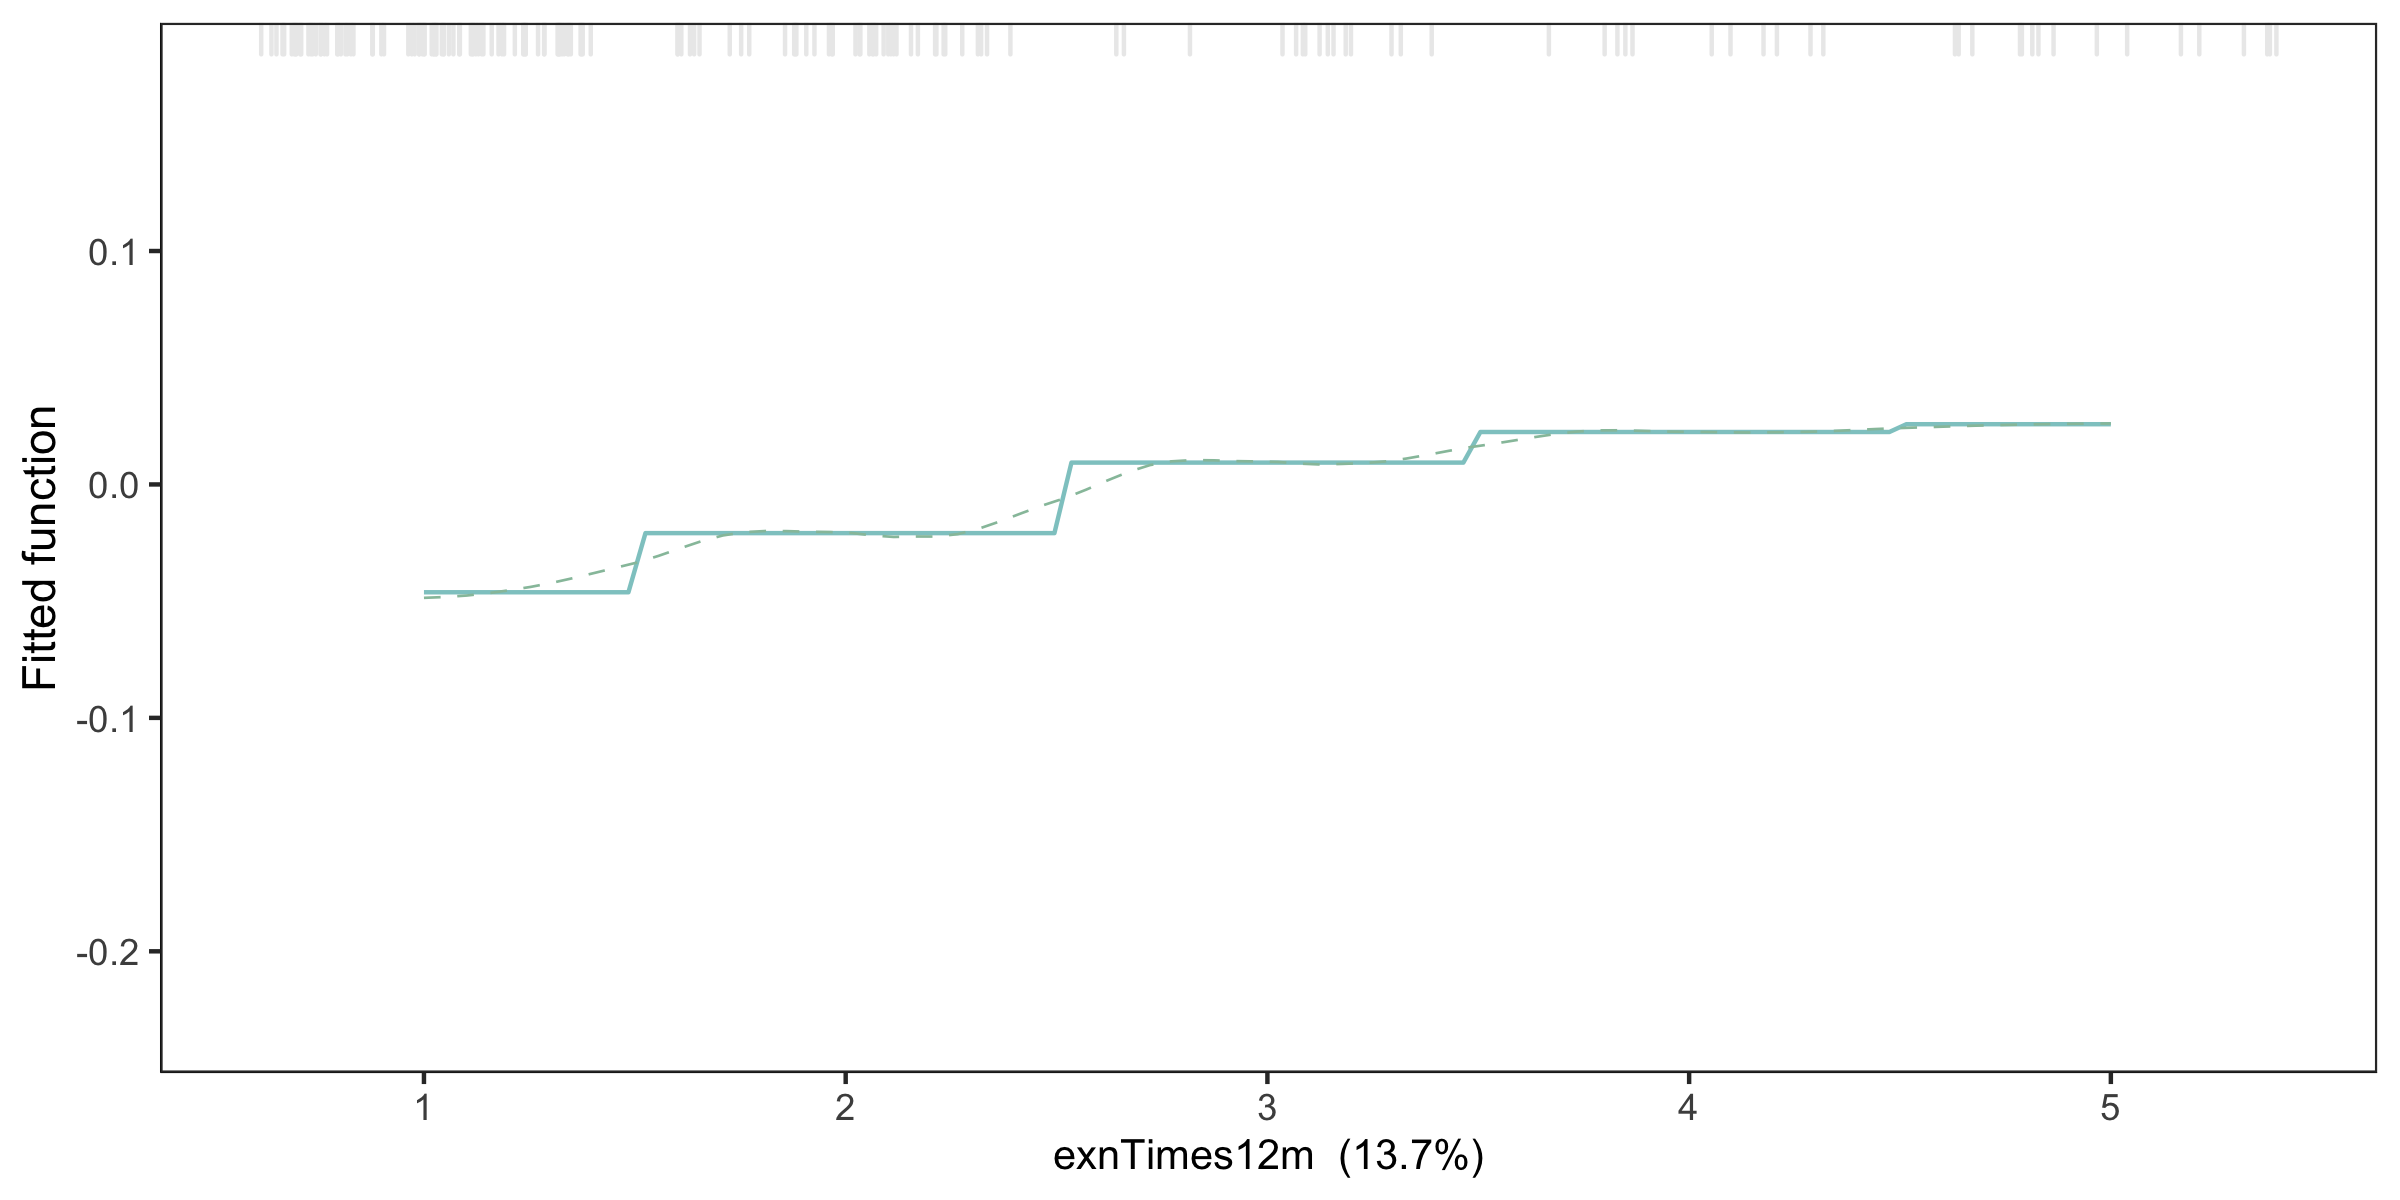 Fitted function
0.1
0.0
-0.1
-0.2
1 2 3 4 5
exnTimes12m (13.7%)